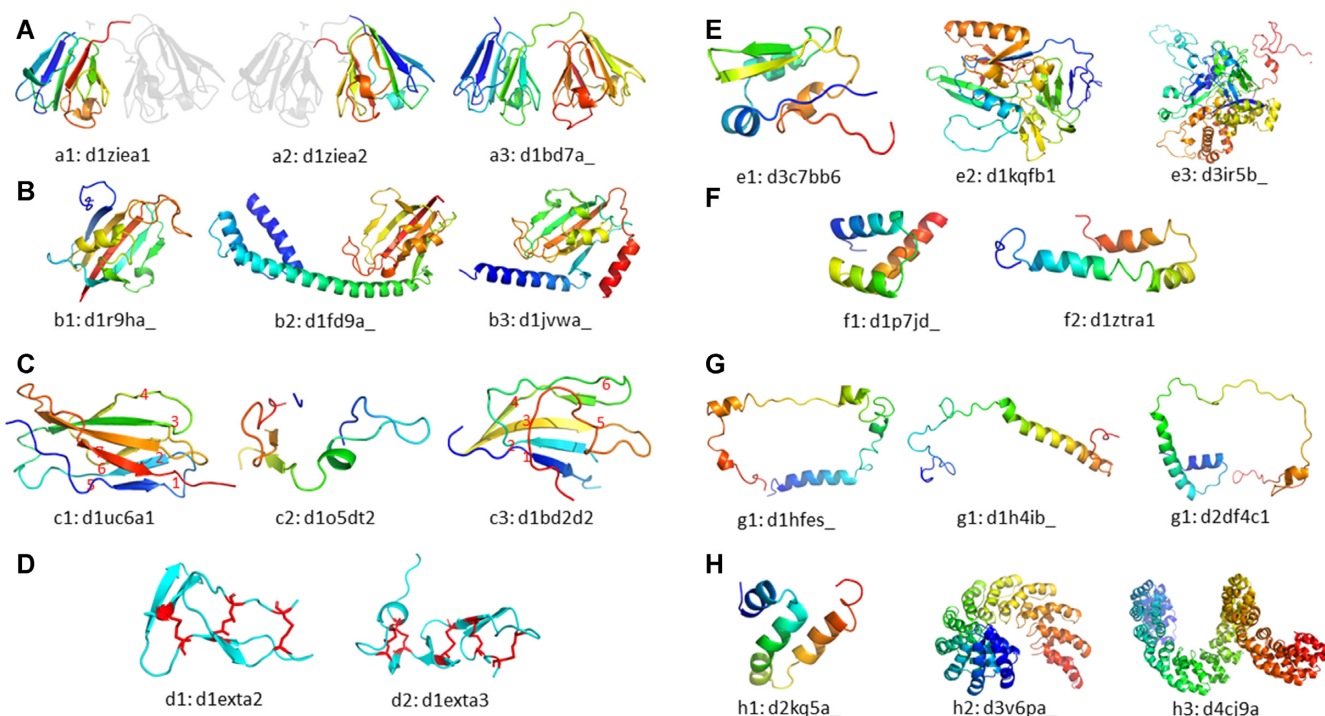 A
a1: d1ziea1
a2: d1ziea2
a3: d1bd7a_
B
b1: d1r9ha_
b2: d1fd9a_
b3: d1jvwa_
C
4
3
7
2
6
5
1
c1: d1uc6a1
c2: d1o5dt2
6
4
3
5
2
1
c3: d1bd2d2
D
d1: d1exta2
d2: d1exta3
E
e1: d3c7bb6
e2: d1kqfb1
e3: d3ir5b_
F
f1: d1p7jd_
f2: d1ztra1
G
g1: d1hfes_
g1: d1h4ib_
g1: d2df4c1
H
h1: d2kq5a_
h2: d3v6pa_
h3: d4cj9a